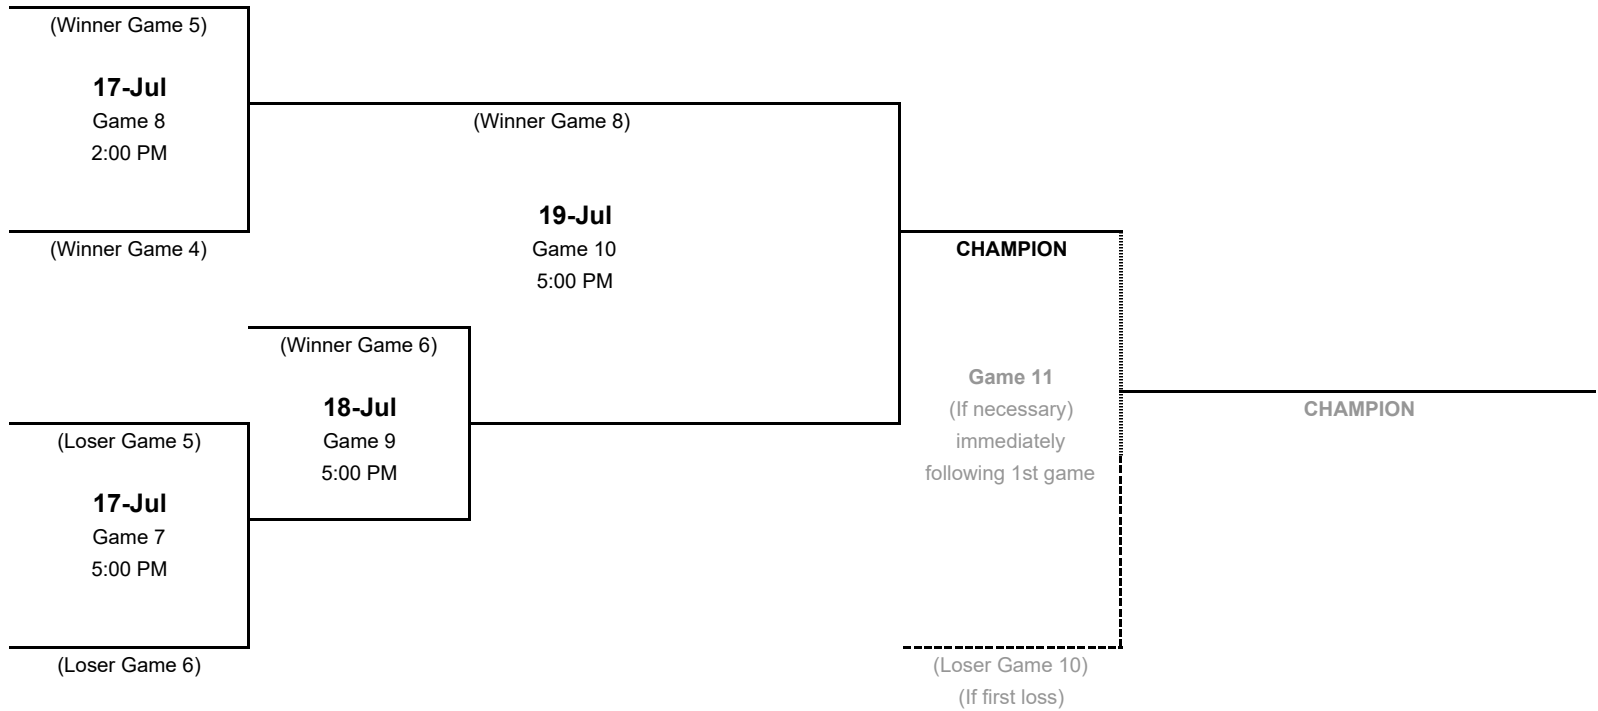 (Winner Game 5)
17-Jul
Game 8
2:00 PM
(Winner Game 8)
19-Jul
Game 10
5:00 PM
(Winner Game 4)
CHAMPION
(Winner Game 6)
18-Jul
Game 9
5:00 PM
Game 11
(If necessary)
immediately
following 1st game
CHAMPION
(Loser Game 5)
17-Jul
Game 7
5:00 PM
(Loser Game 6)
(Loser Game 10)
(If first loss)